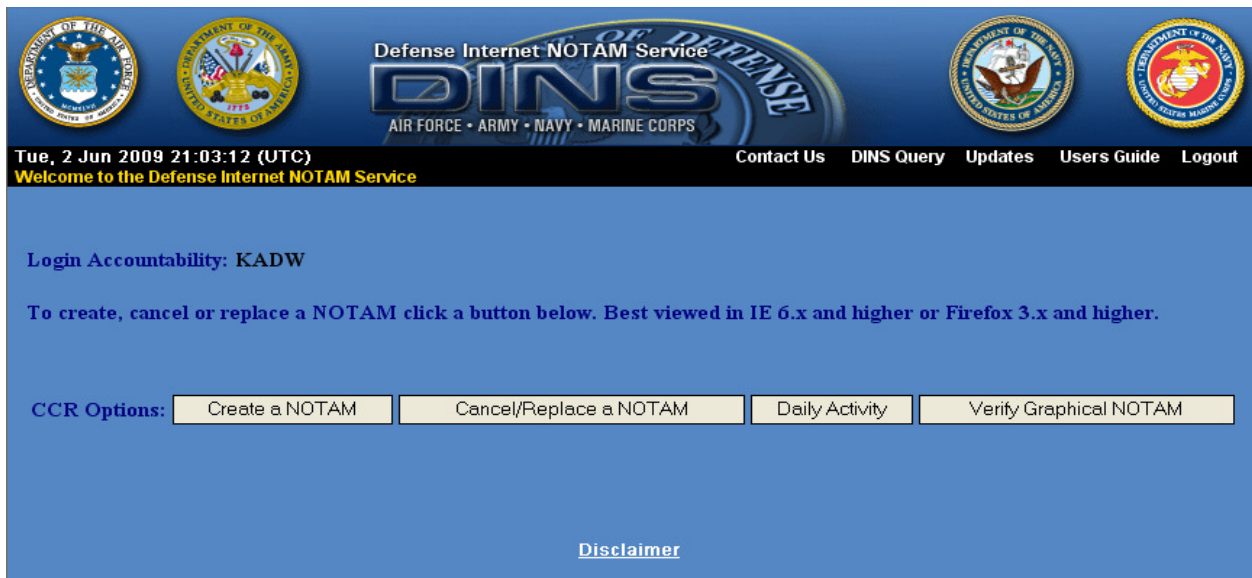 Defense Internet NOTAM Service
DINS
AIR FORCE • ARMY • NAVY • MARINE CORPS
Tue, 2 Jun 2009 21:03:12 (UTC)
Contact Us DINS Query Updates Users Guide Logout
Welcome to the Defense Internet NOTAM Service
Login Accountability: KADW
To create, cancel or replace a NOTAM click a button below. Best viewed in IE 6.x and higher or Firefox 3.x and higher.
CCR Options: Create a NOTAM Cancel/Replace a NOTAM Daily Activity Verify Graphical NOTAM
Disclaimer